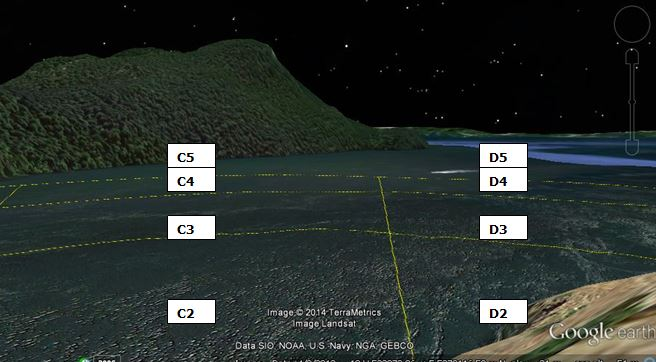 C5 D5
C4 D4
C3 D3
C2 D2
Image © 2014 TerraMetrics
Image Landsat
Data SIO, NOAA, U.S. Navy, NGA, GEBCO
Google earth